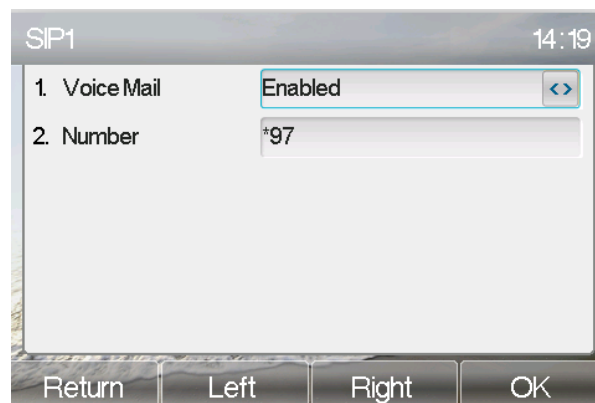 SIP1 14:19
1. Voice Mail Enabled <>
2. Number *97
Return Left Right OK